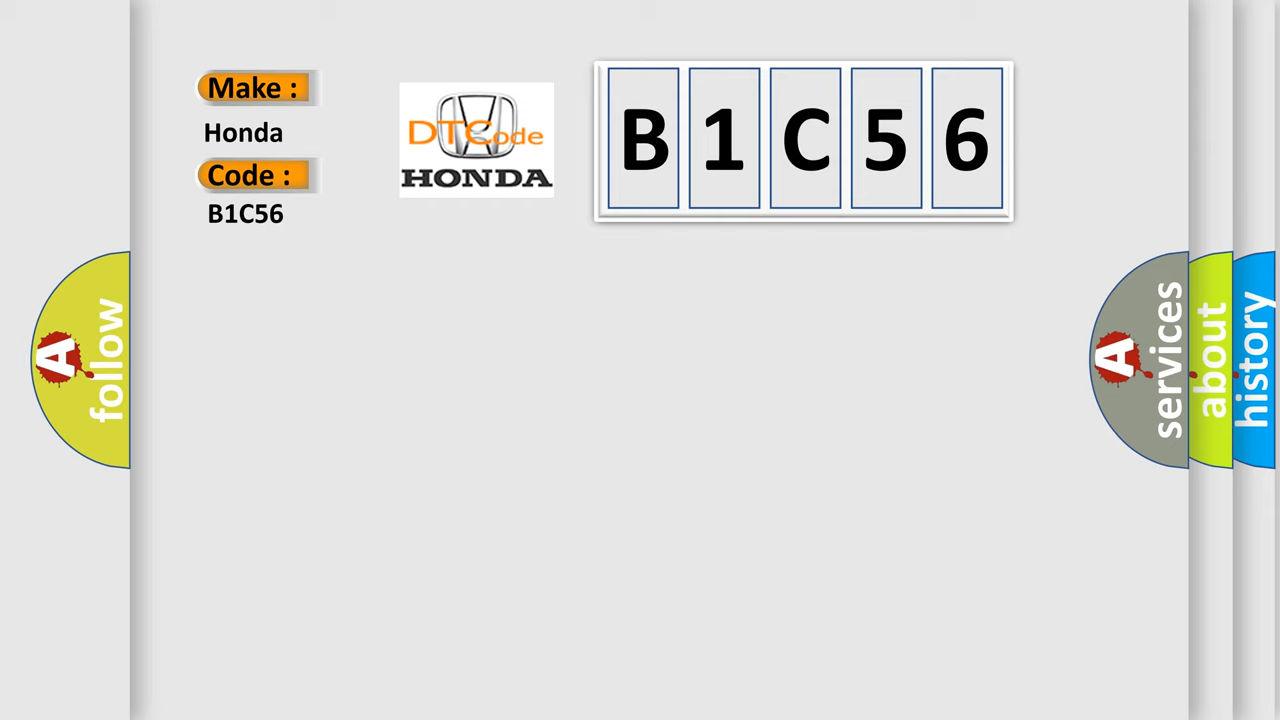 Make :
Honda
Code :
B1C56
DTCode
HONDA
B 1 C 5 6
A follow
A services
about
history